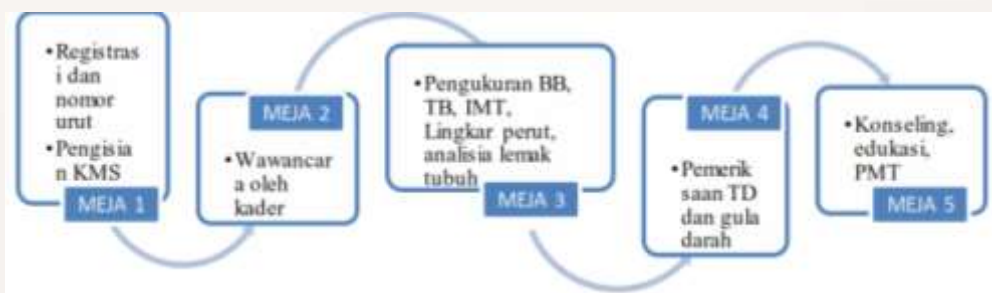 •Registras
i dan
nomor
urut
•Pengisia
n KMS
MEJA 1
MEJA 2
•Wawancar
a oleh
kader
•Pengukuran BB,
TB, IMT,
Lingkar perut,
analisia lemak
tubuh
MEJA 3
MEJA 4
•Pemerik
saan TD
dan gula
darah
•Konseling,
edukasi,
PMT
MEJA 5